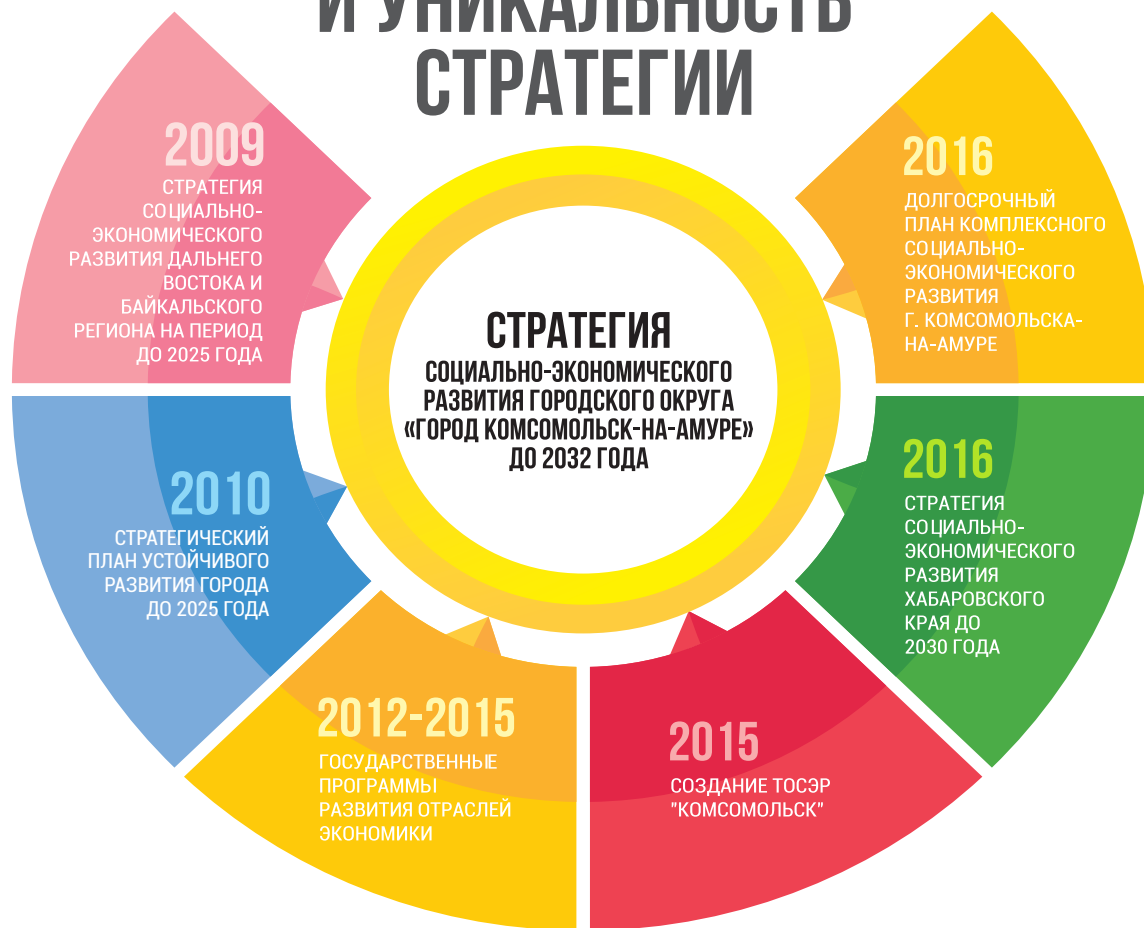 И УНИКАЛЬНОСТЬ
СТРАТЕГИИ
2009
СТРАТЕГИЯ
СОЦИАЛЬНО-
ЭКОНОМИЧЕСКОГО
РАЗВИТИЯ ДАЛЬНЕГО
ВОСТОКА И
БАЙКАЛЬСКОГО
РЕГИОНА НА ПЕРИОД
ДО 2025 ГОДА
2010
СТРАТЕГИЧЕСКИЙ
ПЛАН УСТОЙЧИВОГО
РАЗВИТИЯ ГОРОДА
ДО 2025 ГОДА
2012-2015
ГОСУДАРСТВЕННЫЕ
ПРОГРАММЫ
РАЗВИТИЯ ОТРАСЛЕЙ
ЭКОНОМИКИ
2015
СОЗДАНИЕ ТОСЭР
"КОМСОМОЛЬСК"
2016
СТРАТЕГИЯ
СОЦИАЛЬНО-
ЭКОНОМИЧЕСКОГО
РАЗВИТИЯ
ХАБАРОВСКОГО
КРАЯ ДО
2030 ГОДА
2016
ДОЛГОСРОЧНЫЙ
ПЛАН КОМПЛЕКСНОГО
СОЦИАЛЬНО-
ЭКОНОМИЧЕСКОГО
РАЗВИТИЯ
Г. КОМСОМОЛЬСКА-
НА-АМУРЕ
СТРАТЕГИЯ
СОЦИАЛЬНО-ЭКОНОМИЧЕСКОГО
РАЗВИТИЯ ГОРОДСКОГО ОКРУГА
«ГОРОД КОМСОМОЛЬСК-НА-АМУРЕ»
ДО 2032 ГОДА